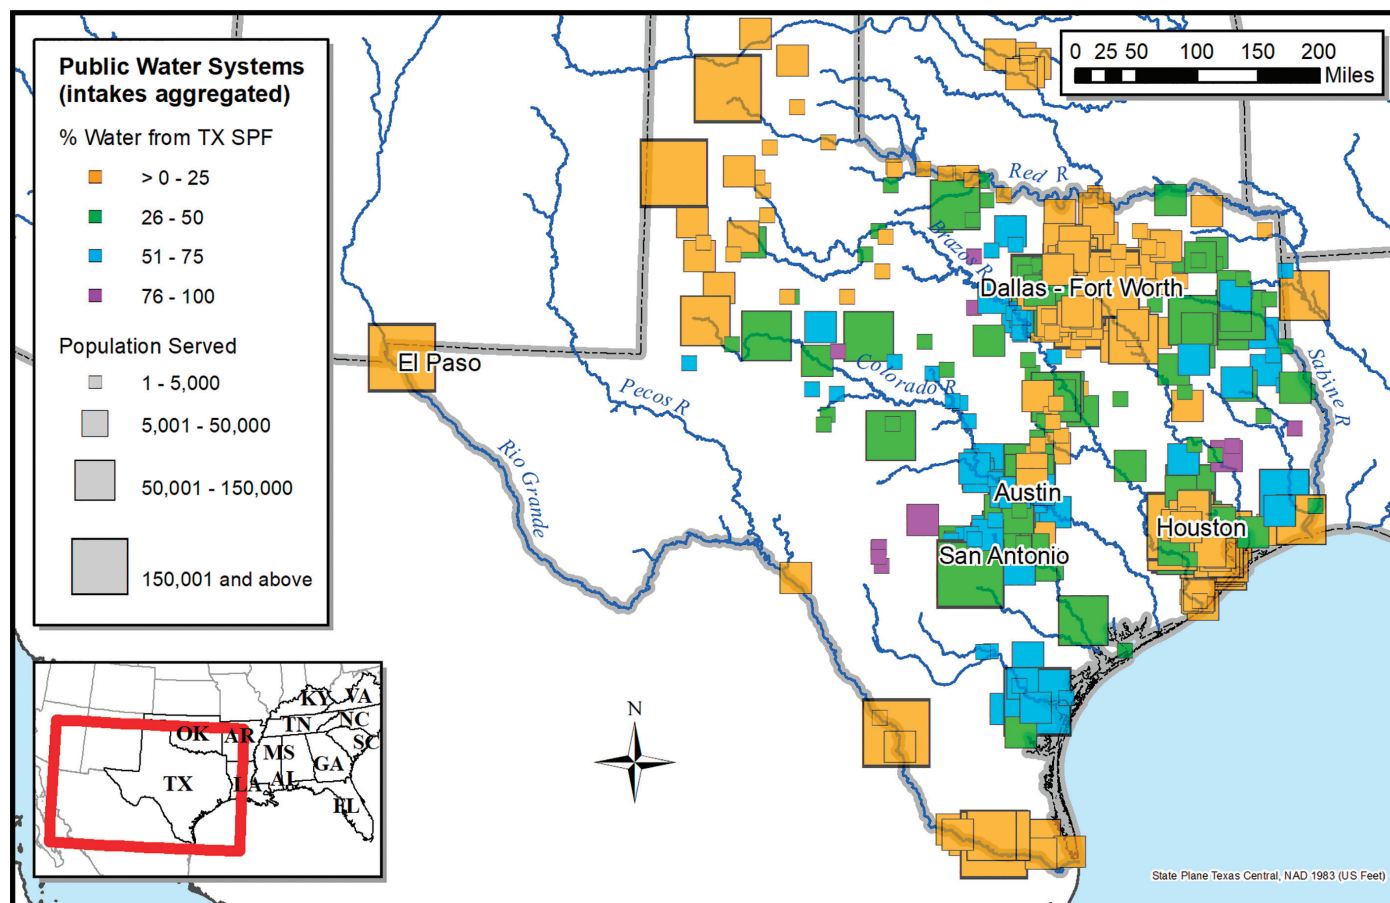 Public Water Systems
(intakes aggregated)
% Water from TX SPF
> 0 - 25
26 - 50
51 - 75
76 - 100
Population Served
1 - 5,000
5,001 - 50,000
50,001 - 150,000
150,001 and above
0 25 50 100 150 200
Miles
Red R
Brazos R
Dallas - Fort Worth
El Paso
Pecos R
Colorado R
Sabine R
Rio Grande
Austin
Houston
San Antonio
N
KY VA
OK AR TN NC
MS SC
TX LA AL GA
FL
State Plane Texas Central, NAD 1983 (US Feet)